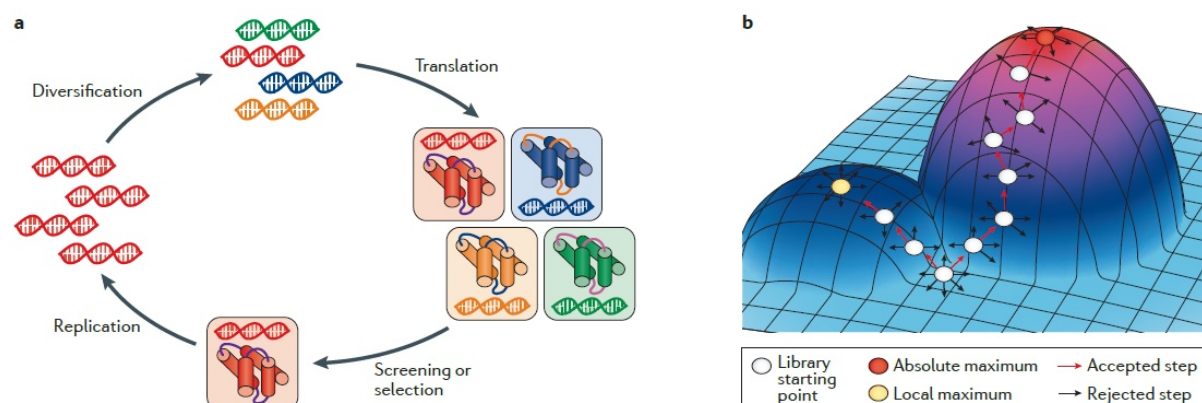 a
Diversification
Translation
Replication
Screening or
selection
b
Library
starting
point
Absolute maximum
Local maximum
Accepted step
Rejected step